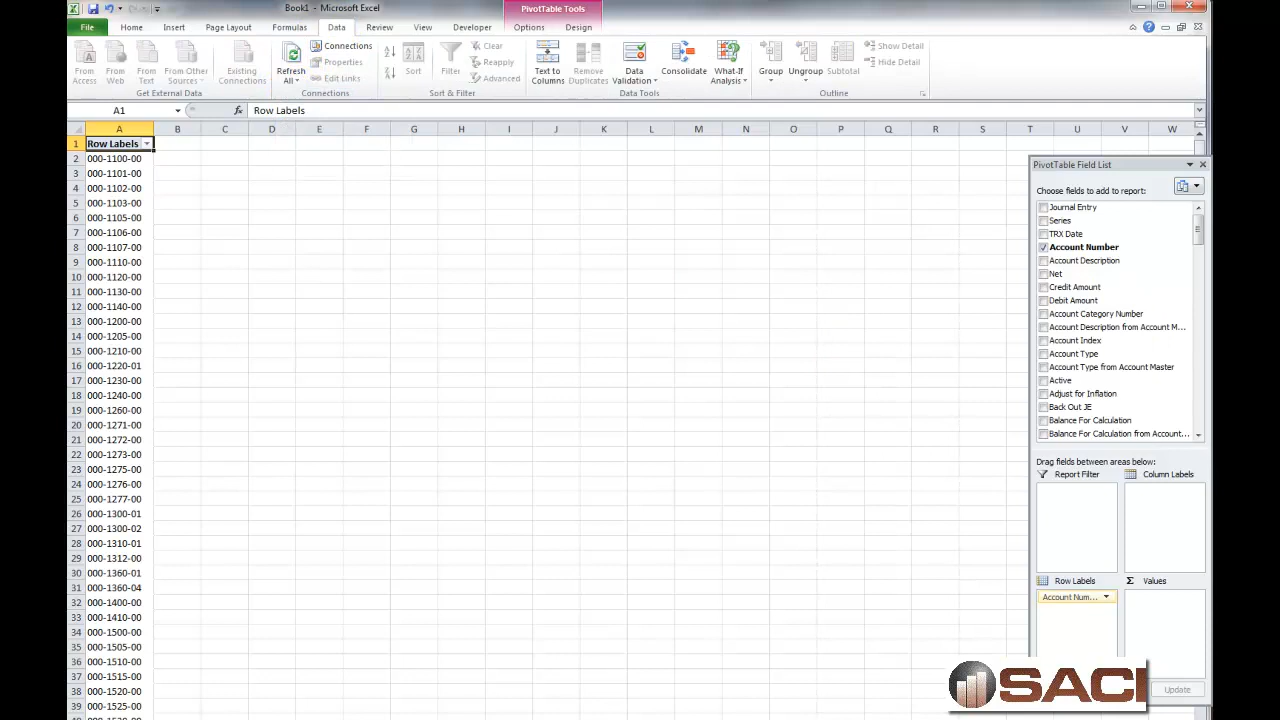 Book1 - Microsoft Excel
PivotTable Tools
File Home Insert Page Layout Formulas Data Review View Developer Options Design
From Access
From Web
From Text
From Other Sources
Existing Connections
Get External Data
Refresh All
Connections
Properties
Edit Links
Connections
Sort
Filter
Clear
Reapply
Advanced
Sort & Filter
Text to Columns
Remove Duplicates
Data Validation
Consolidate
What-If Analysis
Data Tools
Group
Ungroup
Subtotal
Show Detail
Hide Detail
Outline
A1 fx Row Labels
A B C D E F G H I J K L M N O P Q R S T U V W
1 Row Labels
2 000-1100-00
3 000-1101-00
4 000-1102-00
5 000-1103-00
6 000-1105-00
7 000-1106-00
8 000-1107-00
9 000-1110-00
10 000-1120-00
11 000-1130-00
12 000-1140-00
13 000-1200-00
14 000-1205-00
15 000-1210-00
16 000-1220-01
17 000-1230-00
18 000-1240-00
19 000-1260-00
20 000-1271-00
21 000-1272-00
22 000-1273-00
23 000-1275-00
24 000-1276-00
25 000-1277-00
26 000-1300-01
27 000-1300-02
28 000-1310-01
29 000-1312-00
30 000-1360-01
31 000-1360-04
32 000-1400-00
33 000-1410-00
34 000-1500-00
35 000-1505-00
36 000-1510-00
37 000-1515-00
38 000-1520-00
39 000-1525-00
PivotTable Field List
Choose fields to add to report:
Journal Entry
Series
TRX Date
Account Number
Account Description
Net
Credit Amount
Debit Amount
Account Category Number
Account Description from Account M...
Account Index
Account Type
Account Type from Account Master
Active
Adjust for Inflation
Back Out JE
Balance For Calculation
Balance For Calculation from Account...
Drag fields between areas below:
Report Filter
Column Labels
Row Labels
Σ Values
Account Num...
Update
SACI